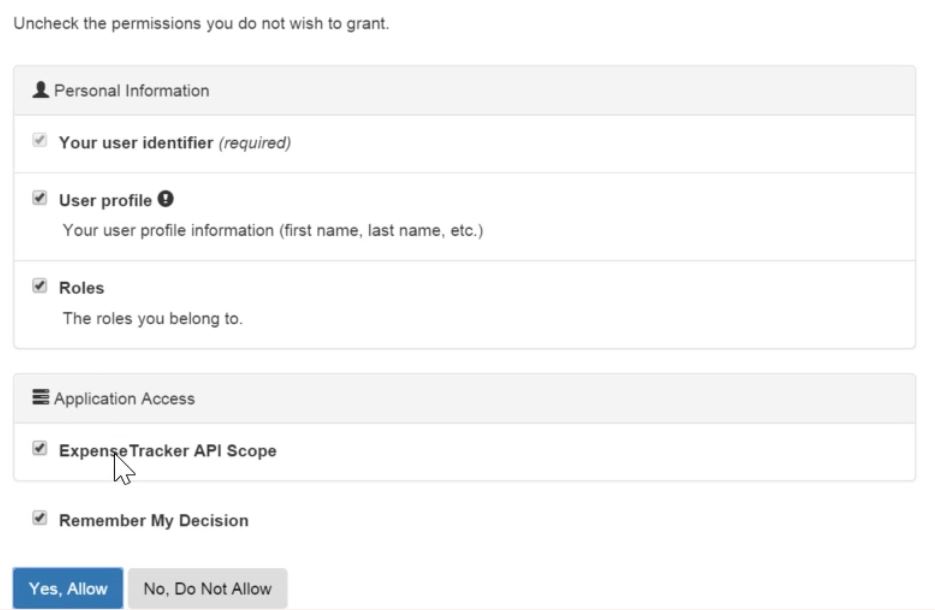 Uncheck the permissions you do not wish to grant.
Personal Information
Your user identifier (required)
User profile
Your user profile information (first name, last name, etc.)
Roles
The roles you belong to.
Application Access
ExpenseTracker API Scope
Remember My Decision
Yes, Allow
No, Do Not Allow